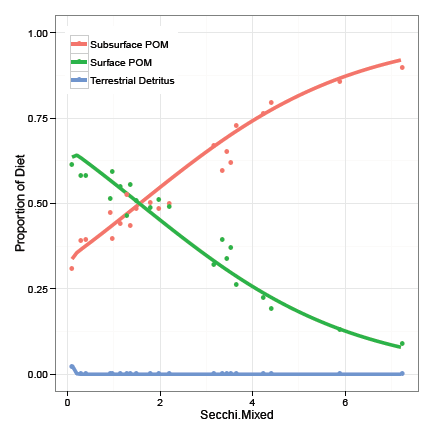 1.00
Subsurface POM
Surface POM
Terrestrial Detritus
0.75
0.50
0.25
0.00
Proportion of Diet
0 2 4 6
Secchi.Mixed